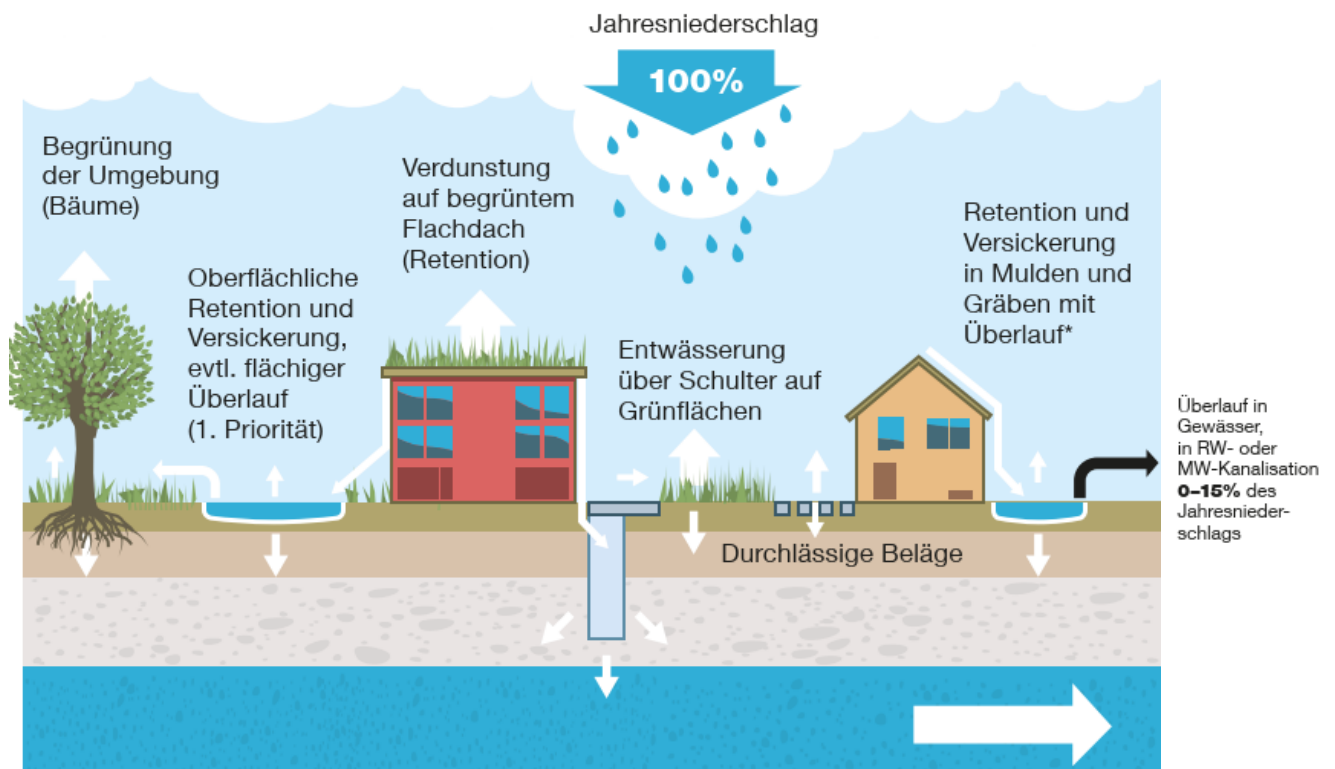 Jahresniederschlag
100%
Begrünung
der Umgebung
(Bäume)
Oberflächliche
Retention und
Versickerung,
evtl. flächiger
Überlauf
(1. Priorität)
Verdunstung
auf begrüntem
Flachdach
(Retention)
Entwässerung
über Schulter auf
Grünflächen
Durchlässige Beläge
Retention und
Versickerung
in Mulden und
Gräben mit
Überlauf*
Überlauf in
Gewässer,
in RW- oder
MW-Kanalisation
0–15% des
Jahresnieder-
schlags